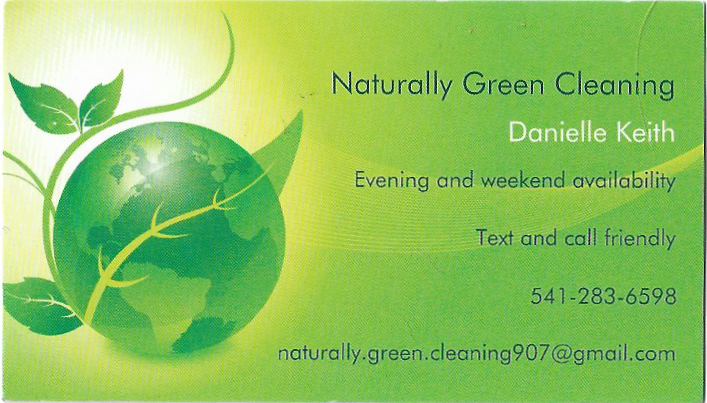 Naturally Green Cleaning
Danielle Keith
Evening and weekend availability
Text and call friendly
541-283-6598
naturally.green.cleaning907@gmail.com